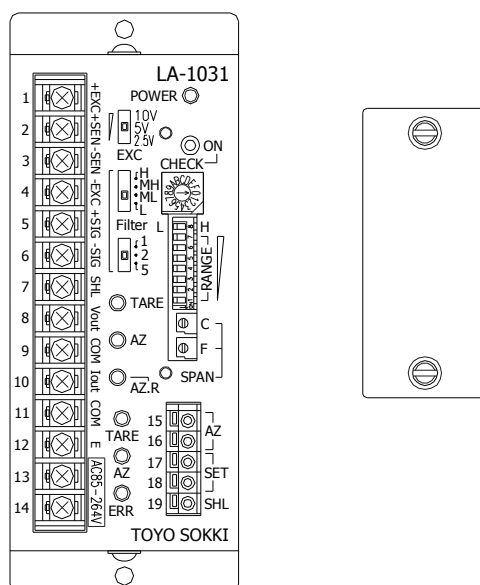 LA-1031
POWER
1
2
3
4
5
6
7
8
9
10
11
12
13
14
+EXC
+SEN
-SEN
-EXC
+SIG
-SIG
SHL
Vout
COM
Iout
COM
E
AC85-264V
10V
5V
2.5V
EXC
ON
CHECK
H
MH
ML
L
Filter
1
2
5
L
H
RANGE
C
F
SPAN
TARE
AZ
AZ.R
TARE
AZ
ERR
15
16
17
18
19
AZ
SET
SHL
TOYO SOKKI